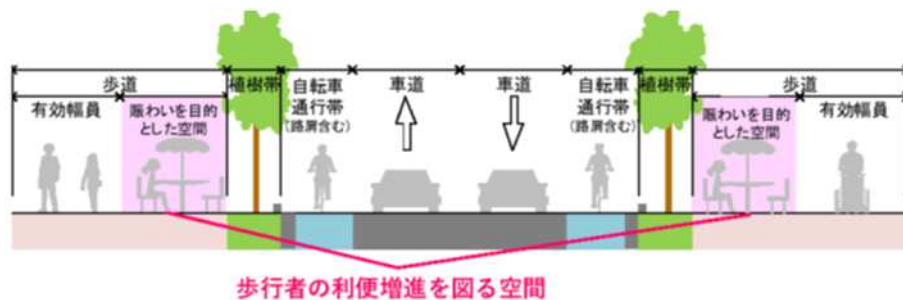 歩道
植樹帯
自転車
通行帯
(路肩含む)
車道
車道
自転車
通行帯
(路肩含む)
植樹帯
歩道
有効幅員
賑わいを目的
とした空間
賑わいを目的
とした空間
有効幅員
歩行者の利便増進を図る空間